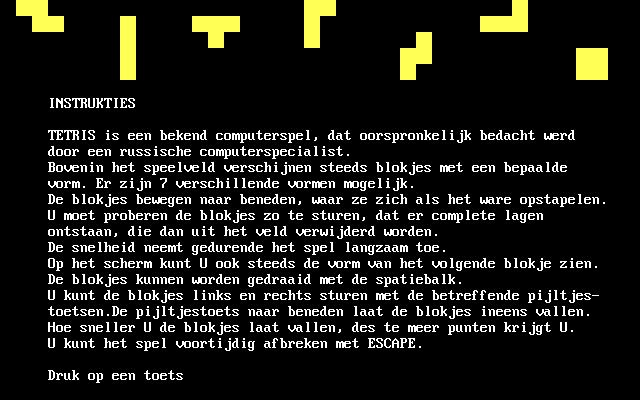 INSTRUKTIES
TETRIS is een bekend computerspel, dat oorspronkelijk bedacht werd
door een russische computerspecialist.
Bovenin het speelveld verschijnen steeds blokjes met een bepaalde
vorm. Er zijn 7 verschillende vormen mogelijk.
De blokjes bewegen naar beneden, waar ze zich als het ware opstapelen.
U moet proberen de blokjes zo te sturen, dat er complete lagen
ontstaan, die dan uit het veld verwijderd worden.
De snelheid neemt gedurende het spel langzaam toe.
Op het scherm kunt U ook steeds de vorm van het volgende blokje zien.
De blokjes kunnen worden gedraaid met de spatiebalk.
U kunt de blokjes links en rechts sturen met de betreffende pijltjes-
toetsen.De pijltjestoets naar beneden laat de blokjes ineens vallen.
Hoe sneller U de blokjes laat vallen, des te meer punten krijgt U.
U kunt het spel voortijdig afbreken met ESCAPE.
Druk op een toets